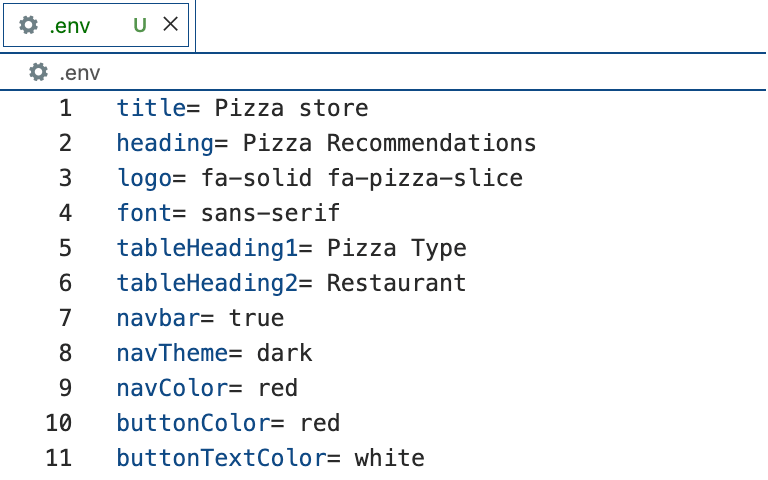 .env U
.env
1 title= Pizza store
2 heading= Pizza Recommendations
3 logo= fa-solid fa-pizza-slice
4 font= sans-serif
5 tableHeading1= Pizza Type
6 tableHeading2= Restaurant
7 navbar= true
8 navTheme= dark
9 navColor= red
10 buttonColor= red
11 buttonTextColor= white